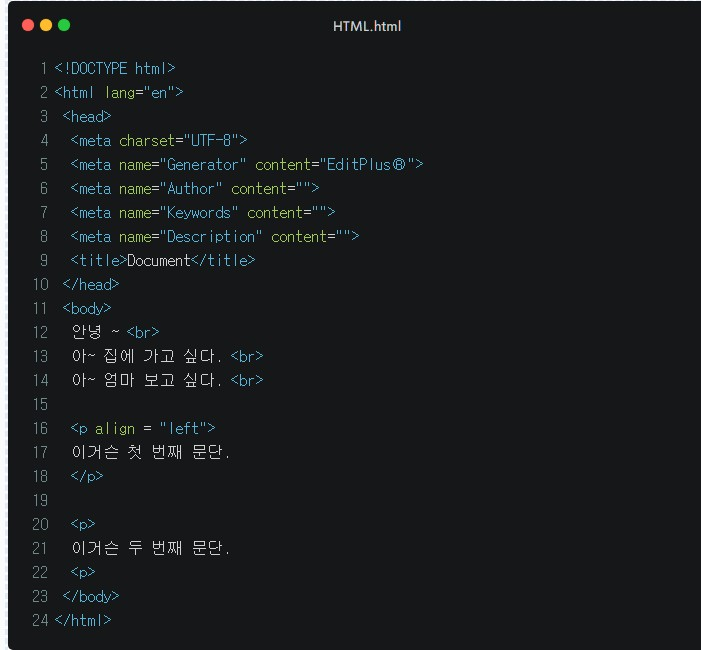 HTML.html
1 <!DOCTYPE html>
2 <html lang="en">
3 <head>
4 <meta charset="UTF-8">
5 <meta name="Generator" content="EditPlus®">
6 <meta name="Author" content="">
7 <meta name="Keywords" content="">
8 <meta name="Description" content="">
9 <title>Document</title>
10 </head>
11 <body>
12 안녕 ~ <br>
13 아~ 집에 가고 싶다. <br>
14 아~ 엄마 보고 싶다. <br>
15
16 <p align = "left">
17 이거슨 첫 번째 문단.
18 </p>
19
20 <p>
21 이거슨 두 번째 문단.
22 <p>
23 </body>
24 </html>